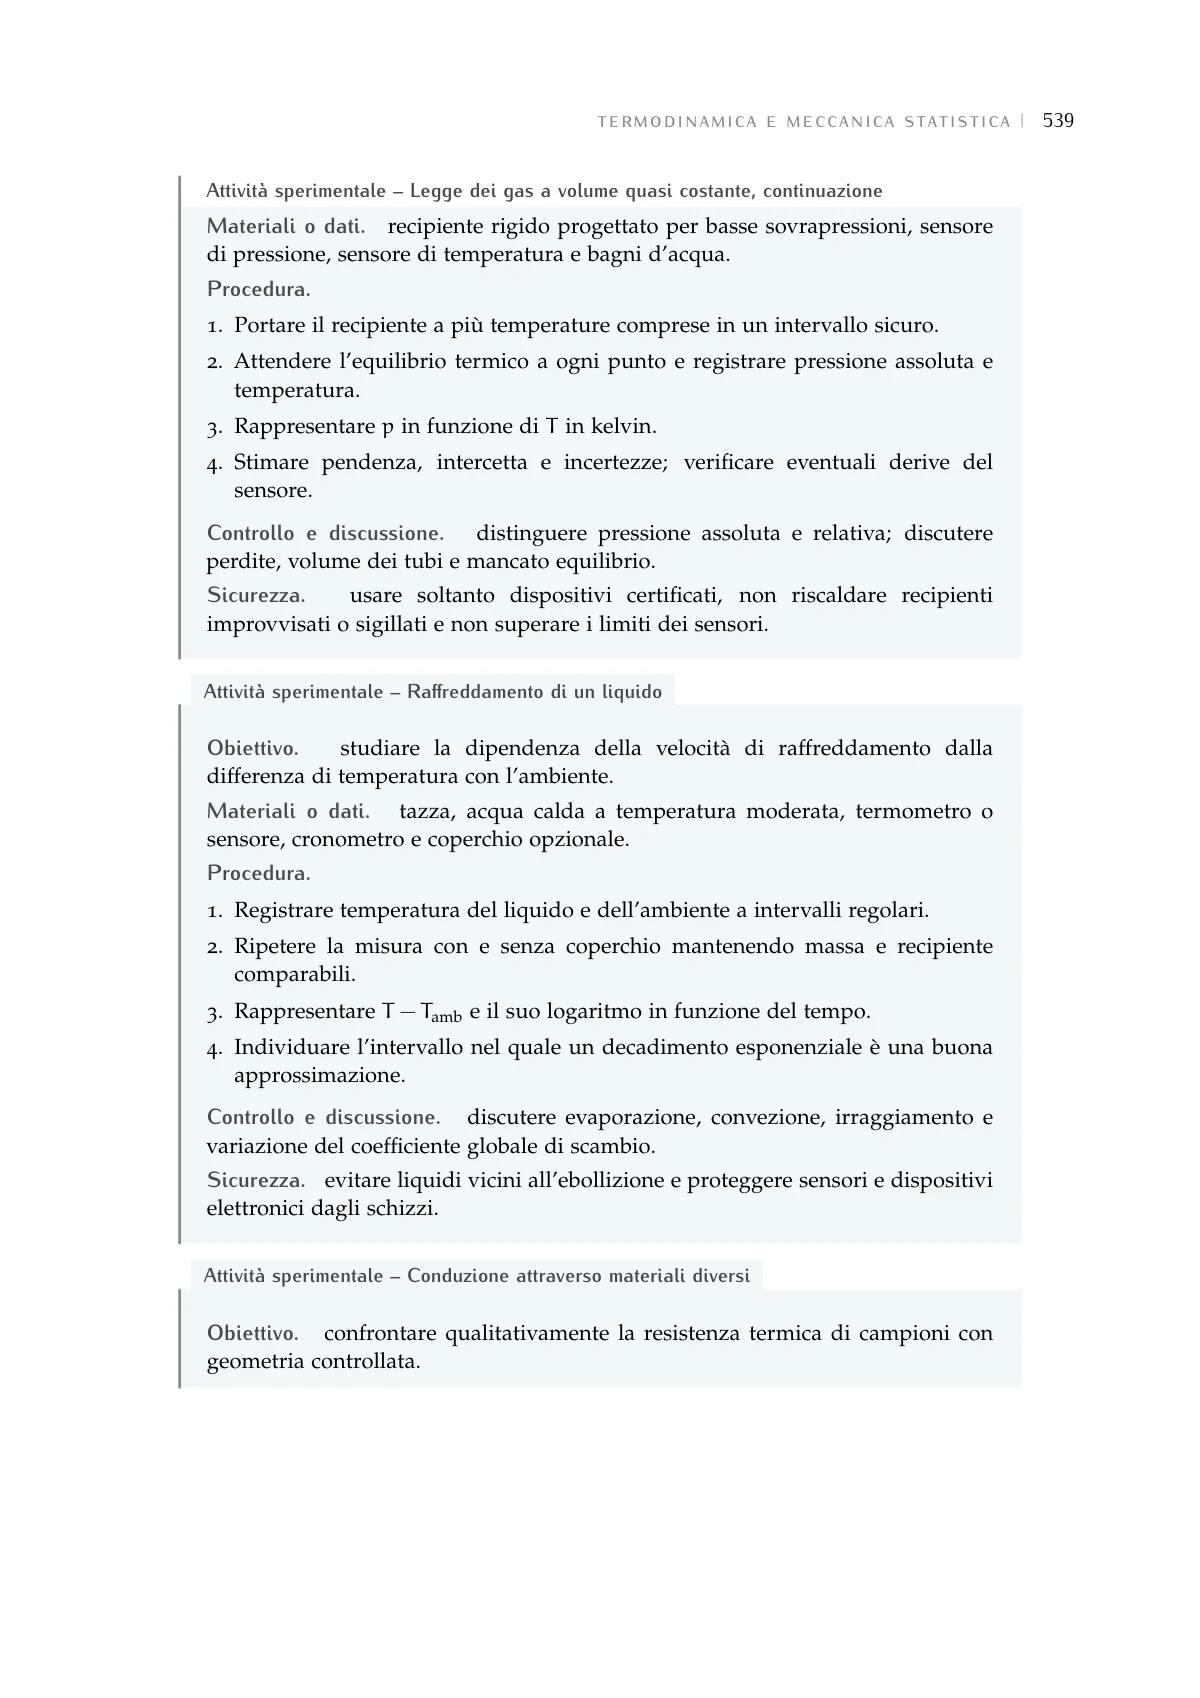 TERMODINAMICA E MECCANICA STATISTICA | 539
Attività sperimentale – Legge dei gas a volume quasi costante, continuazione
Materiali o dati. recipiente rigido progettato per basse sovrapressioni, sensore
di pressione, sensore di temperatura e bagni d'acqua.
Procedura.
1. Portare il recipiente a più temperature comprese in un intervallo sicuro.
2. Attendere l'equilibrio termico a ogni punto e registrare pressione assoluta e
temperatura.
3. Rappresentare p in funzione di T in kelvin.
4. Stimare pendenza, intercetta e incertezze; verificare eventuali derive del
sensore.
Controllo e discussione. distinguere pressione assoluta e relativa; discutere
perdite, volume dei tubi e mancato equilibrio.
Sicurezza. usare soltanto dispositivi certificati, non riscaldare recipienti
improvvisati o sigillati e non superare i limiti dei sensori.
Attività sperimentale – Raffreddamento di un liquido
Obiettivo. studiare la dipendenza della velocità di raffreddamento dalla
differenza di temperatura con l'ambiente.
Materiali o dati. tazza, acqua calda a temperatura moderata, termometro o
sensore, cronometro e coperchio opzionale.
Procedura.
1. Registrare temperatura del liquido e dell'ambiente a intervalli regolari.
2. Ripetere la misura con e senza coperchio mantenendo massa e recipiente
comparabili.
3. Rappresentare T − Tamb e il suo logaritmo in funzione del tempo.
4. Individuare l'intervallo nel quale un decadimento esponenziale è una buona
approssimazione.
Controllo e discussione. discutere evaporazione, convezione, irraggiamento e
variazione del coefficiente globale di scambio.
Sicurezza. evitare liquidi vicini all'ebollizione e proteggere sensori e dispositivi
elettronici dagli schizzi.
Attività sperimentale – Conduzione attraverso materiali diversi
Obiettivo. confrontare qualitativamente la resistenza termica di campioni con
geometria controllata.